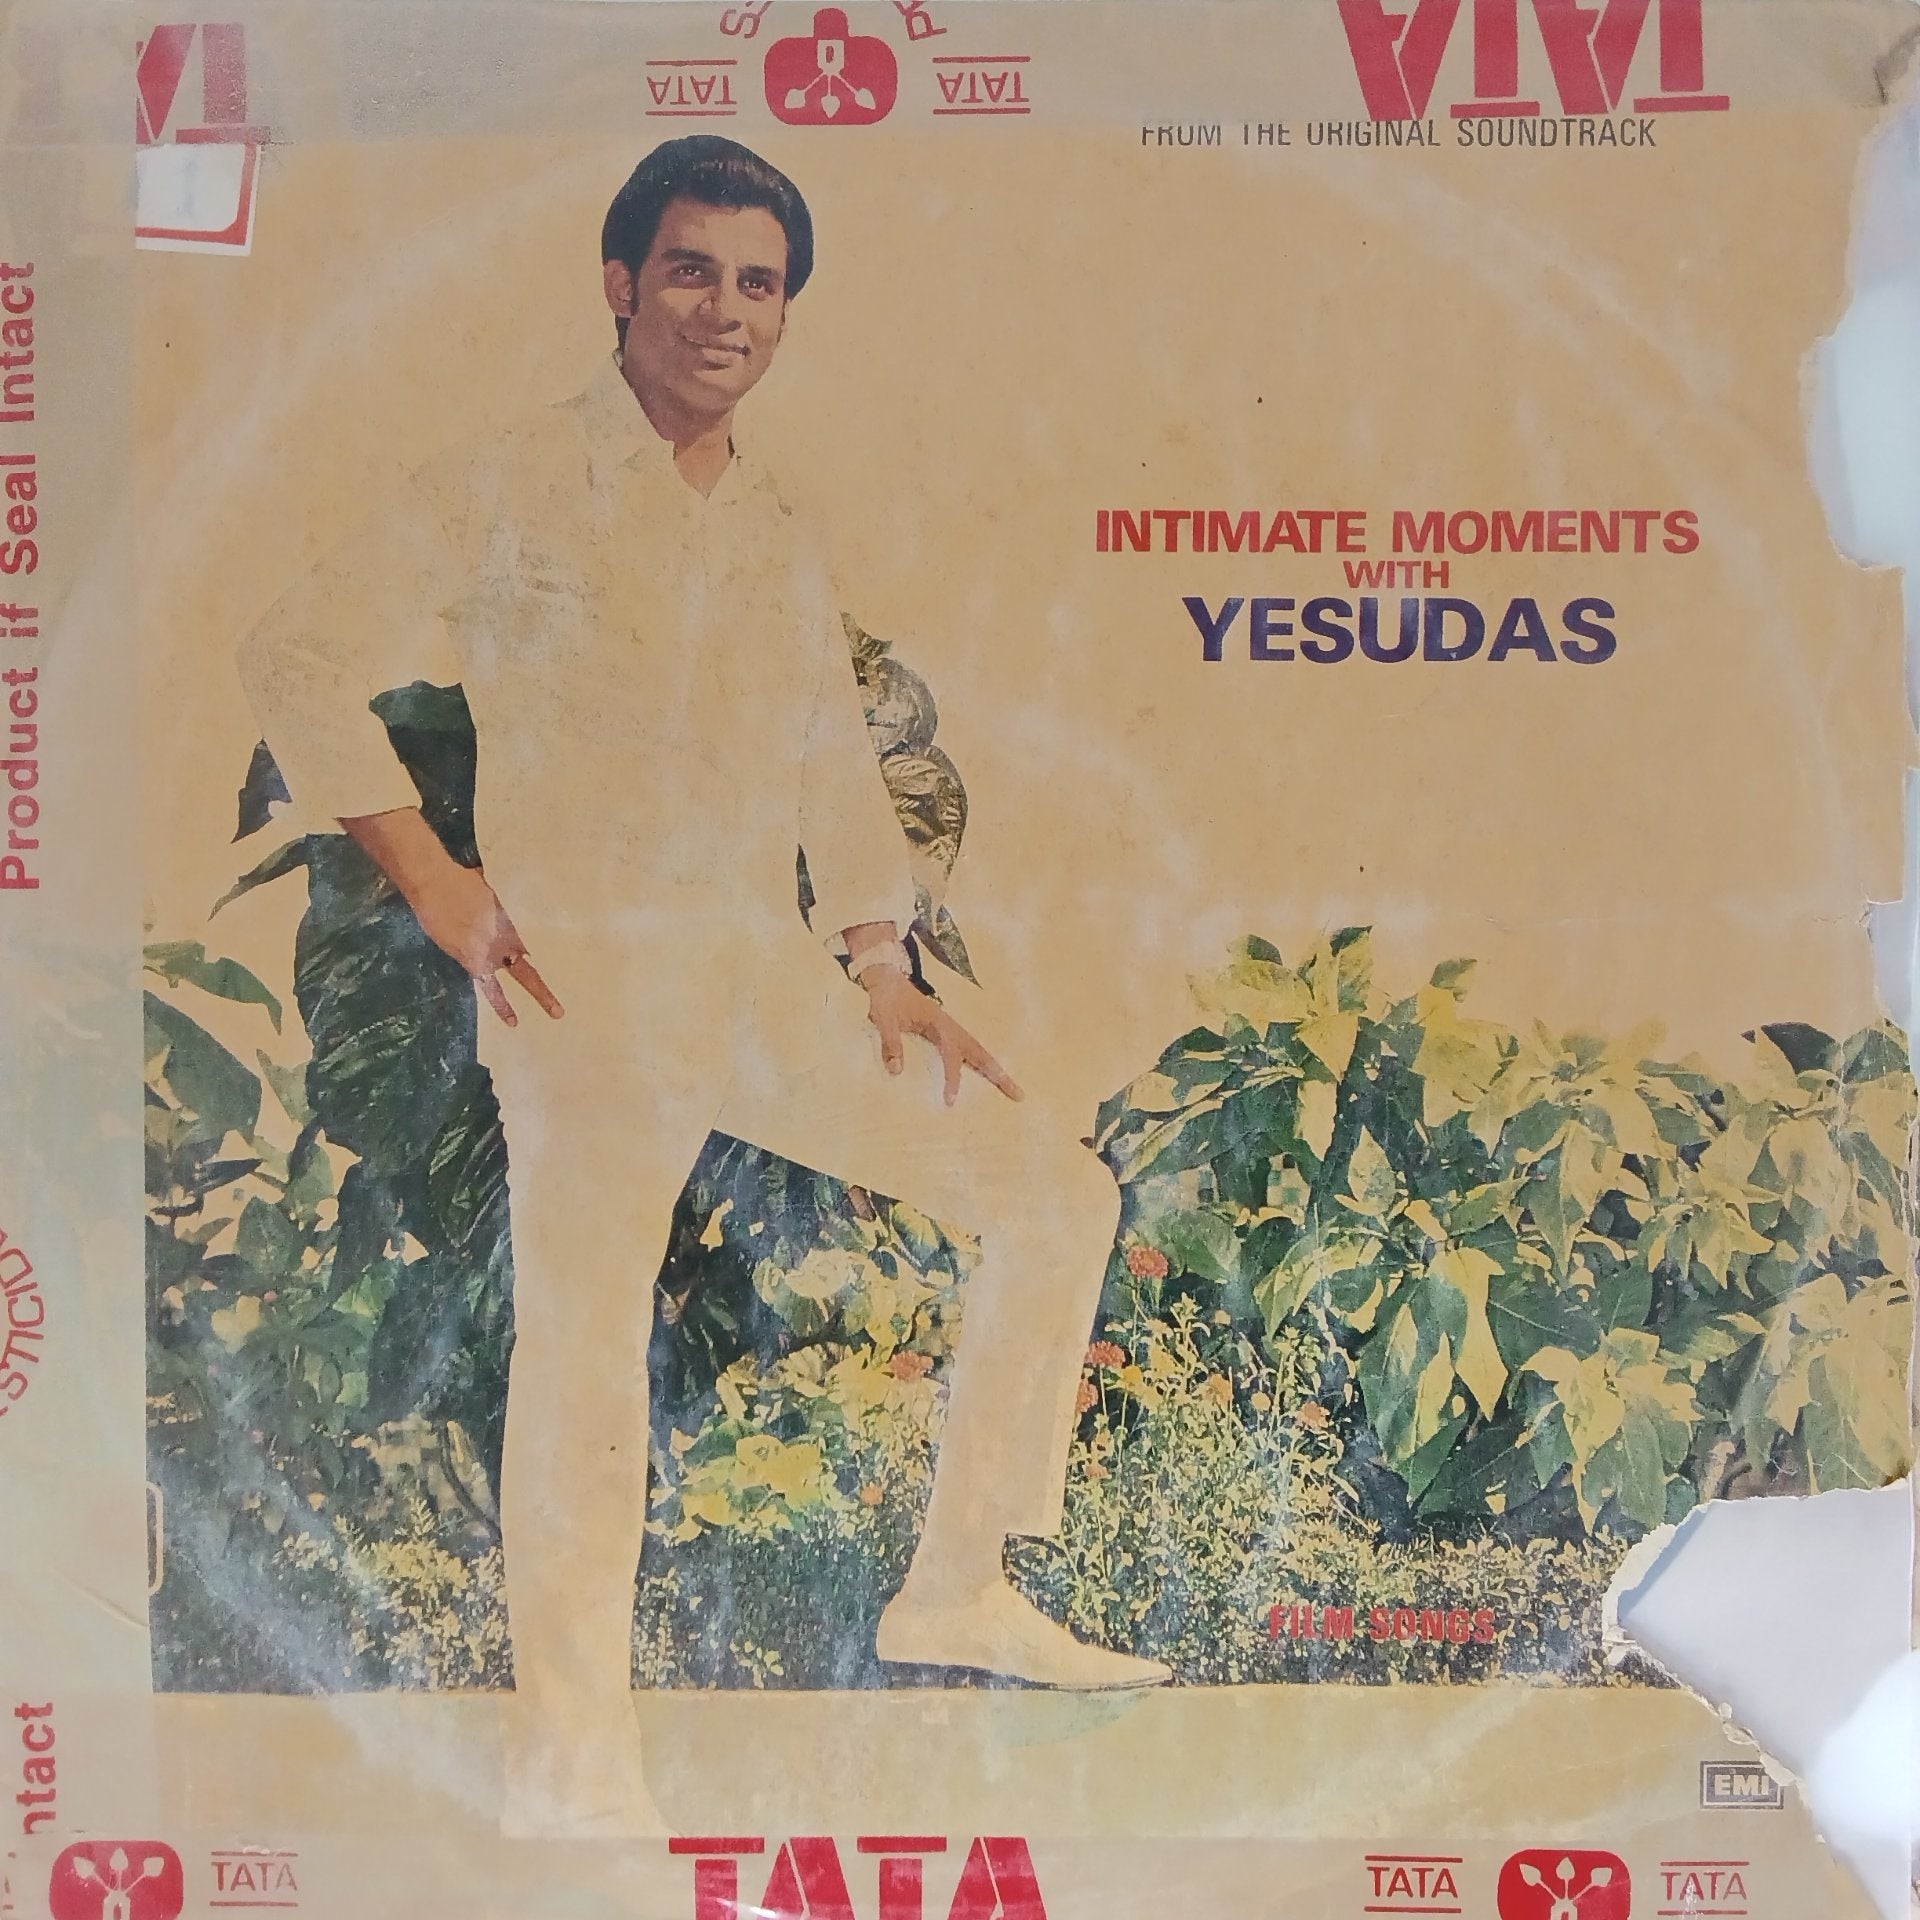 TATA
TATA
TATA
FROM THE ORIGINAL SOUNDTRACK
Product if Seal Intact
INTIMATE MOMENTS
WITH
YESUDAS
FILM SONGS
EMI
TATA
TATA
TATA
TATA